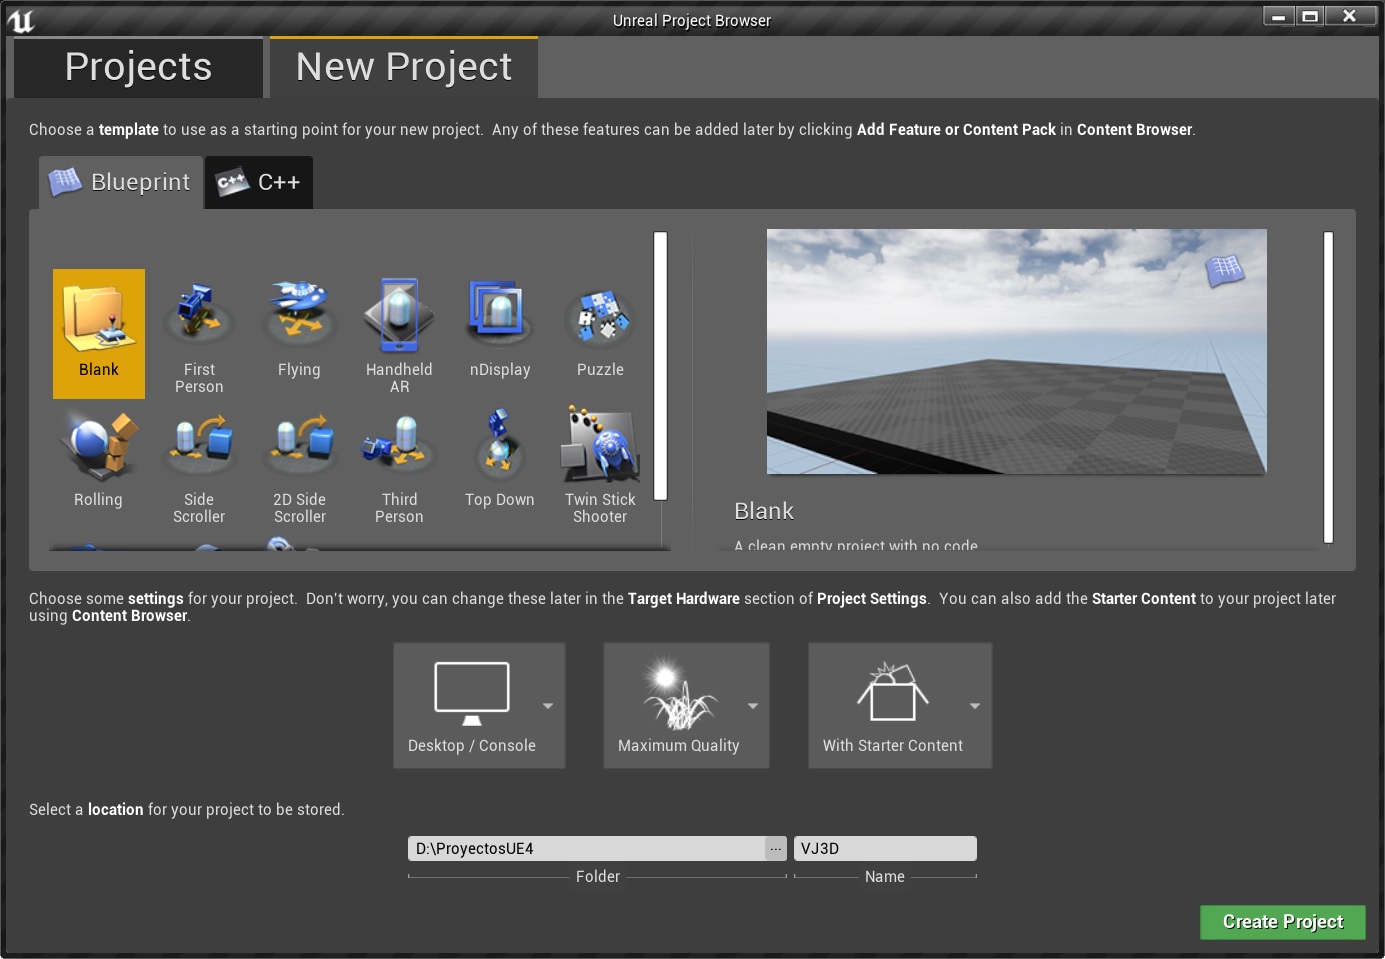 Unreal Project Browser
Projects
New Project
Choose a template to use as a starting point for your new project.  Any of these features can be added later by clicking Add Feature or Content Pack in Content Browser.
Blueprint
C++
C++
Blank
First
Person
Flying
Handheld
AR
nDisplay
Puzzle
Rolling
Side
Scroller
2D Side
Scroller
Third
Person
Top Down
Twin Stick
Shooter
Blank
A clean empty project with no code.
Choose some settings for your project.  Don't worry, you can change these later in the Target Hardware section of Project Settings.  You can also add the Starter Content to your project later
using Content Browser.
Desktop / Console
Maximum Quality
With Starter Content
Select a location for your project to be stored.
D:\ProyectosUE4
...
VJ3D
Folder
Name
Create Project